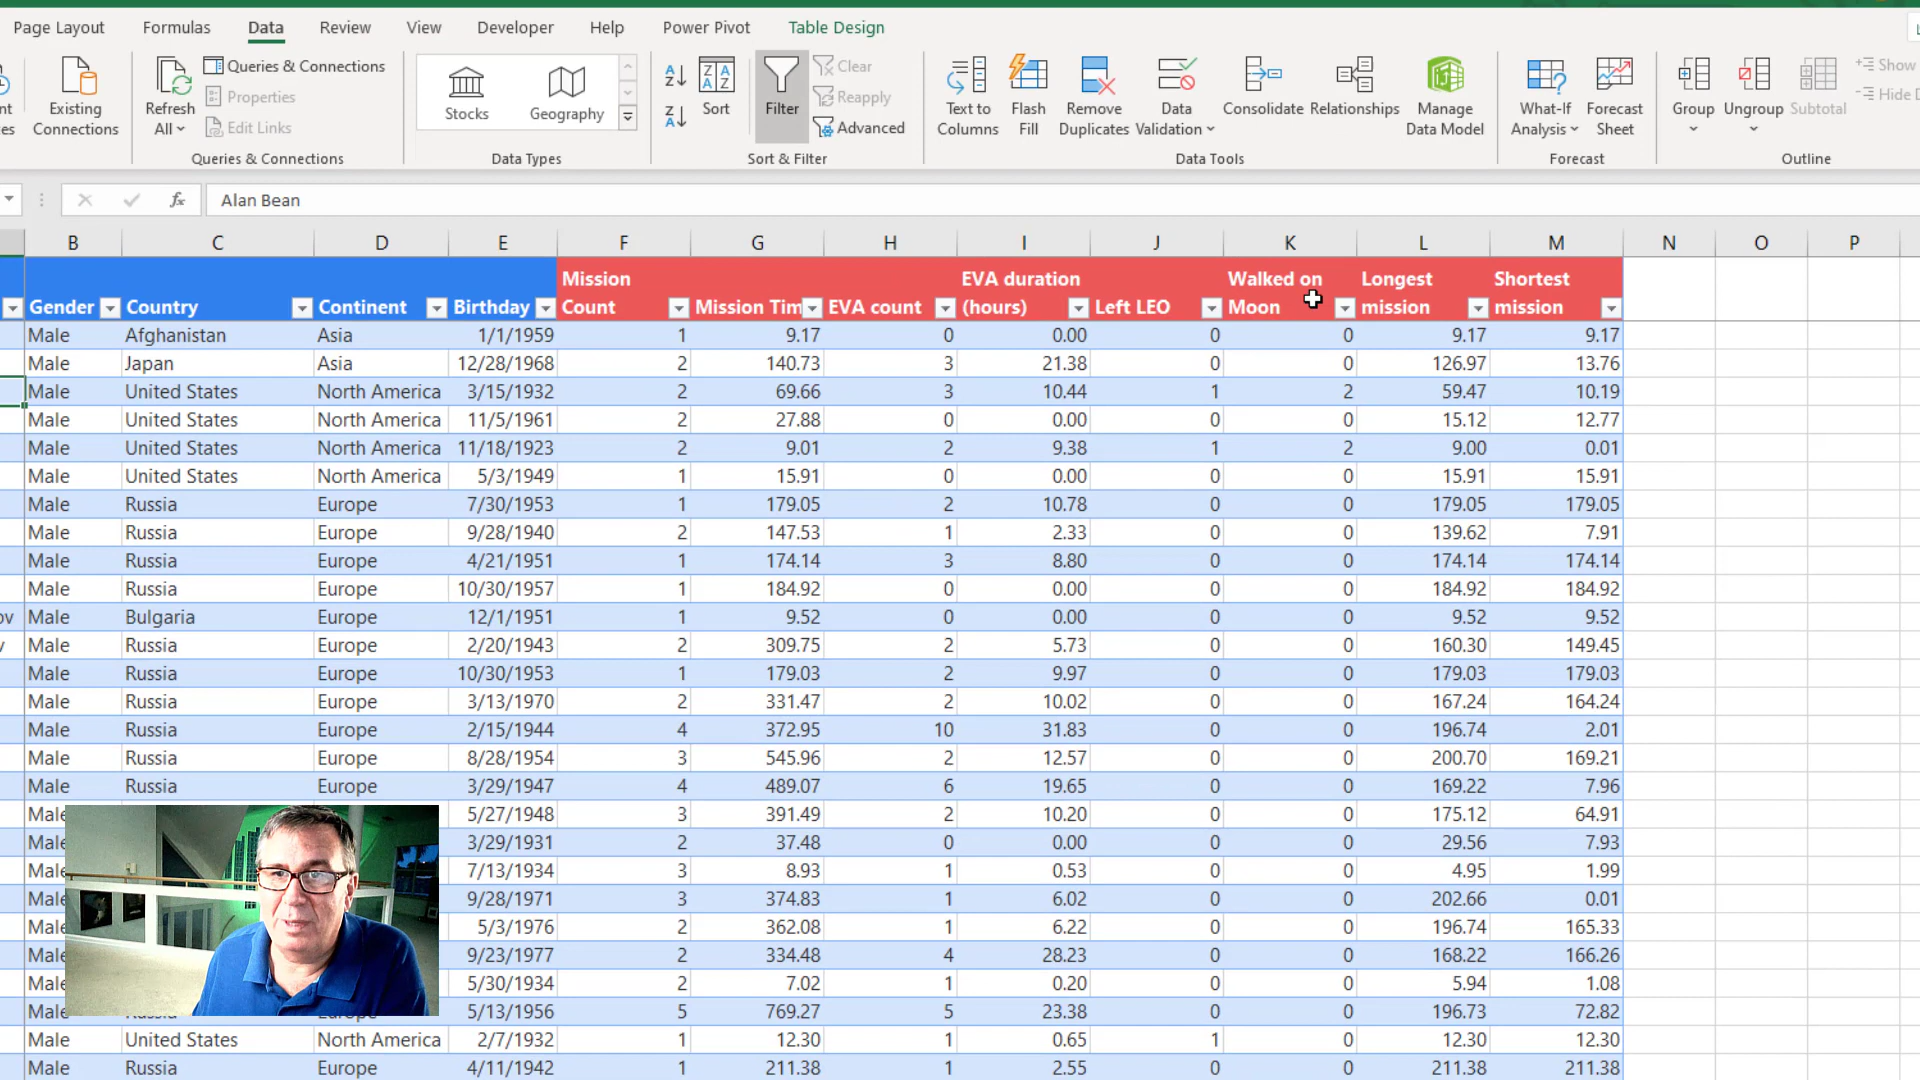 Page Layout Formulas Data Review View Developer Help Power Pivot Table Design
Existing Connections
Refresh All
Queries & Connections
Properties
Edit Links
Queries & Connections
Stocks Geography
Data Types
Sort
Filter
Clear
Reapply
Advanced
Sort & Filter
Text to Columns
Flash Fill
Remove Duplicates
Data Validation
Consolidate
Relationships
Manage Data Model
Data Tools
What-If Analysis
Forecast Sheet
Forecast
Group
Ungroup
Subtotal
Show
Hide
Outline
fx Alan Bean
B C D E F G H I J K L M N O P
Gender Country Continent Birthday Mission Count Mission Tim EVA count EVA duration (hours) Left LEO Walked on Moon Longest mission Shortest mission
Male Afghanistan Asia 1/1/1959 1 9.17 0 0.00 0 0 9.17 9.17
Male Japan Asia 12/28/1968 2 140.73 3 21.38 0 0 126.97 13.76
Male United States North America 3/15/1932 2 69.66 3 10.44 1 2 59.47 10.19
Male United States North America 11/5/1961 2 27.88 0 0.00 0 0 15.12 12.77
Male United States North America 11/18/1923 2 9.01 2 9.38 1 2 9.00 0.01
Male United States North America 5/3/1949 1 15.91 0 0.00 0 0 15.91 15.91
Male Russia Europe 7/30/1953 1 179.05 2 10.78 0 0 179.05 179.05
Male Russia Europe 9/28/1940 2 147.53 1 2.33 0 0 139.62 7.91
Male Russia Europe 4/21/1951 1 174.14 3 8.80 0 0 174.14 174.14
Male Russia Europe 10/30/1957 1 184.92 0 0.00 0 0 184.92 184.92
ov Male Bulgaria Europe 12/1/1951 1 9.52 0 0.00 0 0 9.52 9.52
Male Russia Europe 2/20/1943 2 309.75 2 5.73 0 0 160.30 149.45
Male Russia Europe 10/30/1953 1 179.03 2 9.97 0 0 179.03 179.03
Male Russia Europe 3/13/1970 2 331.47 2 10.02 0 0 167.24 164.24
Male Russia Europe 2/15/1944 4 372.95 10 31.83 0 0 196.74 2.01
Male Russia Europe 8/28/1954 3 545.96 2 12.57 0 0 200.70 169.21
Male Russia Europe 3/29/1947 4 489.07 6 19.65 0 0 169.22 7.96
Male 5/27/1948 3 391.49 2 10.20 0 0 175.12 64.91
Male 3/29/1931 2 37.48 0 0.00 0 0 29.56 7.93
Male 7/13/1934 3 8.93 1 0.53 0 0 4.95 1.99
Male 9/28/1971 3 374.83 1 6.02 0 0 202.66 0.01
Male 5/3/1976 2 362.08 1 6.22 0 0 196.74 165.33
Male 9/23/1977 2 334.48 4 28.23 0 0 168.22 166.26
Male 5/30/1934 2 7.02 1 0.20 0 0 5.94 1.08
Male Russia Europe 5/13/1956 5 769.27 5 23.38 0 0 196.73 72.82
Male United States North America 2/7/1932 1 12.30 1 0.65 1 0 12.30 12.30
Male Russia Europe 4/11/1942 1 211.38 1 2.55 0 0 211.38 211.38